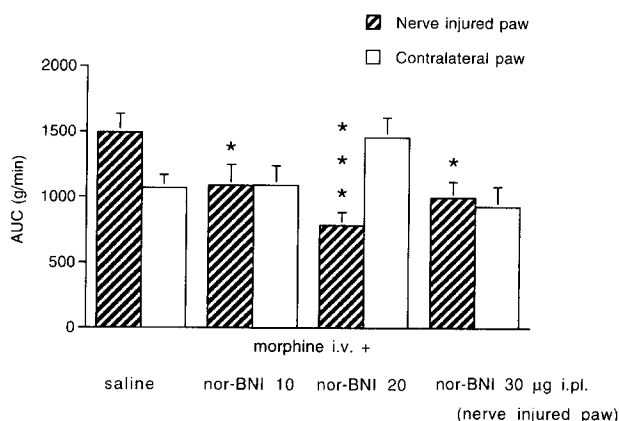 Nerve injured paw
Contralateral paw
2000
1500
1000
500
0
AUC (g/min)
*
*
*
*
*
morphine i.v. +
saline nor-BNI 10 nor-BNI 20 nor-BNI 30 µg i.pl.
(nerve injured paw)